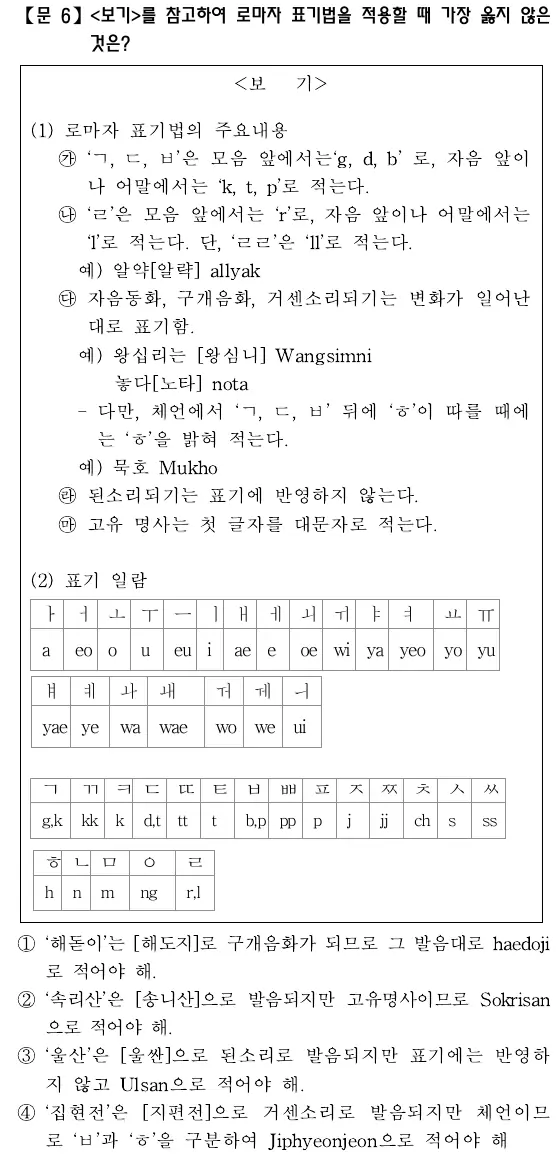 【문 6】<보기>를 참고하여 로마자 표기법을 적용할 때 가장 옳지 않은
것은?
<보 기>
(1) 로마자 표기법의 주요내용
㉮ ‘ㄱ, ㄷ, ㅂ’은 모음 앞에서는‘g, d, b’ 로, 자음 앞이
나 어말에서는 ‘k, t, p’로 적는다.
㉯ ‘ㄹ’은 모음 앞에서는 ‘r’로, 자음 앞이나 어말에서는
‘l’로 적는다. 단, ‘ㄹㄹ’은 ‘ll’로 적는다.
예) 알약[알략] allyak
㉰ 자음동화, 구개음화, 거센소리되기는 변화가 일어난
대로 표기함.
예) 왕십리는 [왕심니] Wangsimni
놓다[노타] nota
- 다만, 체언에서 ‘ㄱ, ㄷ, ㅂ’ 뒤에 ‘ㅎ’이 따를 때에
는 ‘ㅎ’을 밝혀 적는다.
예) 묵호 Mukho
㉱ 된소리되기는 표기에 반영하지 않는다.
㉲ 고유 명사는 첫 글자를 대문자로 적는다.
(2) 표기 일람
ㅏ ㅓ ㅗ ㅜ ㅡ ㅣ ㅐ ㅔ ㅚ ㅟ ㅑ ㅕ ㅛ ㅠ
a eo o u eu i ae e oe wi ya yeo yo yu
ㅒ ㅖ ㅘ ㅙ ㅝ ㅞ ㅢ
yae ye wa wae wo we ui
ㄱ ㄲ ㅋ ㄷ ㄸ ㅌ ㅂ ㅃ ㅍ ㅈ ㅉ ㅊ ㅅ ㅆ
g,k kk k d,t tt t b,p pp p j jj ch s ss
ㅎ ㄴ ㅁ ㅇ ㄹ
h n m ng r,l
① ‘해돋이’는 [해도지]로 구개음화가 되므로 그 발음대로 haedoji
로 적어야 해.
② ‘속리산’은 [송니산]으로 발음되지만 고유명사이므로 Sokrisan
으로 적어야 해.
③ ‘울산’은 [울싼]으로 된소리로 발음되지만 표기에는 반영하
지 않고 Ulsan으로 적어야 해.
④ ‘집현전’은 [지편전]으로 거센소리로 발음되지만 체언이므
로 ‘ㅂ’과 ‘ㅎ’을 구분하여 Jiphyeonjeon으로 적어야 해